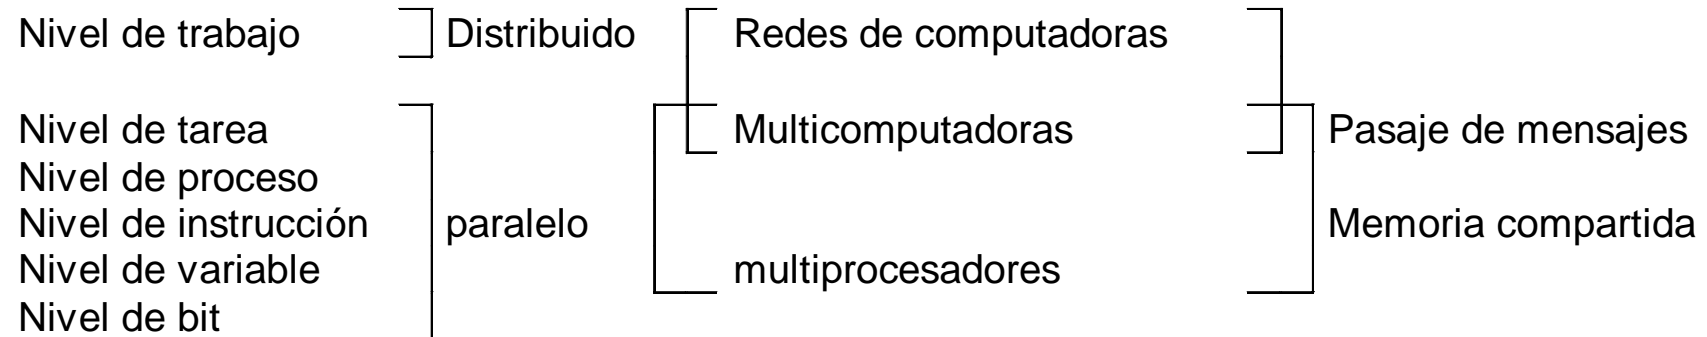 Nivel de trabajo Distribuido Redes de computadoras
Nivel de tarea Multicomputadoras Pasaje de mensajes
Nivel de proceso
Nivel de instrucción paralelo Memoria compartida
Nivel de variable multiprocesadores
Nivel de bit